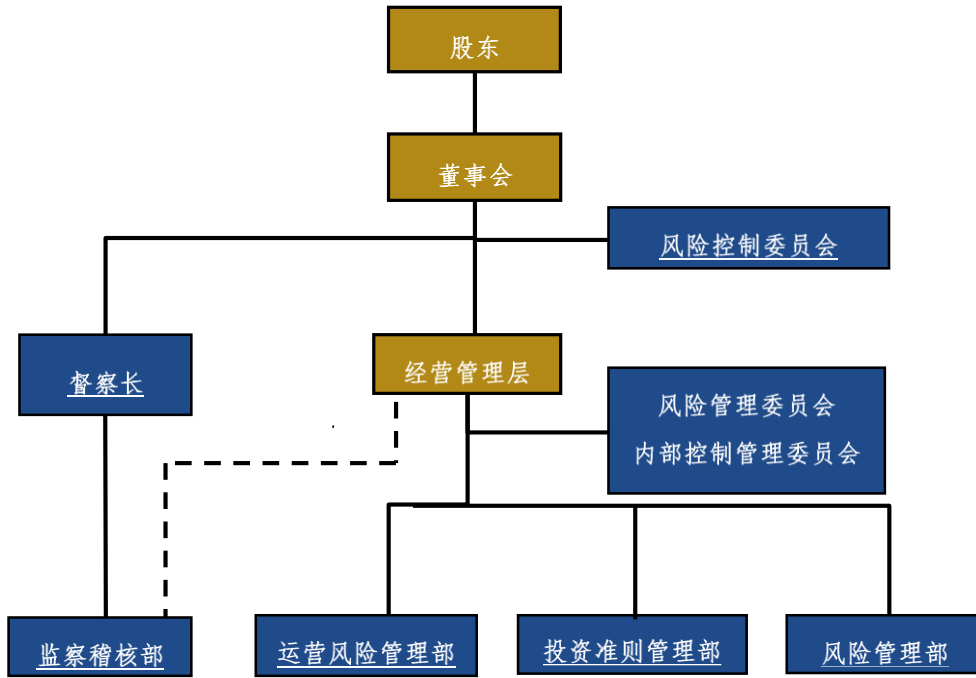 股东
董事会
风险控制委员会
督察长
经营管理层
风险管理委员会
内部控制管理委员会
监察稽核部
运营风险管理部
投资准则管理部
风险管理部